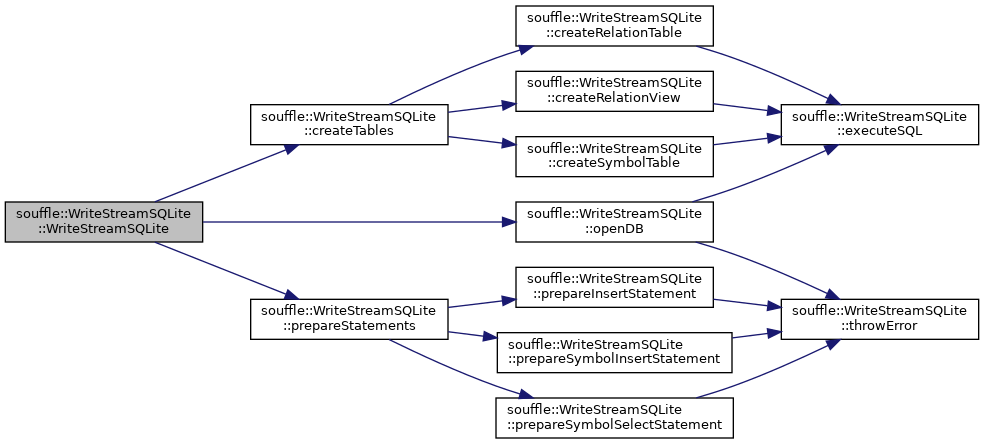 souffle::WriteStreamSQLite
::WriteStreamSQLite
souffle::WriteStreamSQLite
::createTables
souffle::WriteStreamSQLite
::createRelationTable
souffle::WriteStreamSQLite
::createRelationView
souffle::WriteStreamSQLite
::createSymbolTable
souffle::WriteStreamSQLite
::openDB
souffle::WriteStreamSQLite
::executeSQL
souffle::WriteStreamSQLite
::prepareStatements
souffle::WriteStreamSQLite
::prepareInsertStatement
souffle::WriteStreamSQLite
::prepareSymbolInsertStatement
souffle::WriteStreamSQLite
::prepareSymbolSelectStatement
souffle::WriteStreamSQLite
::throwError